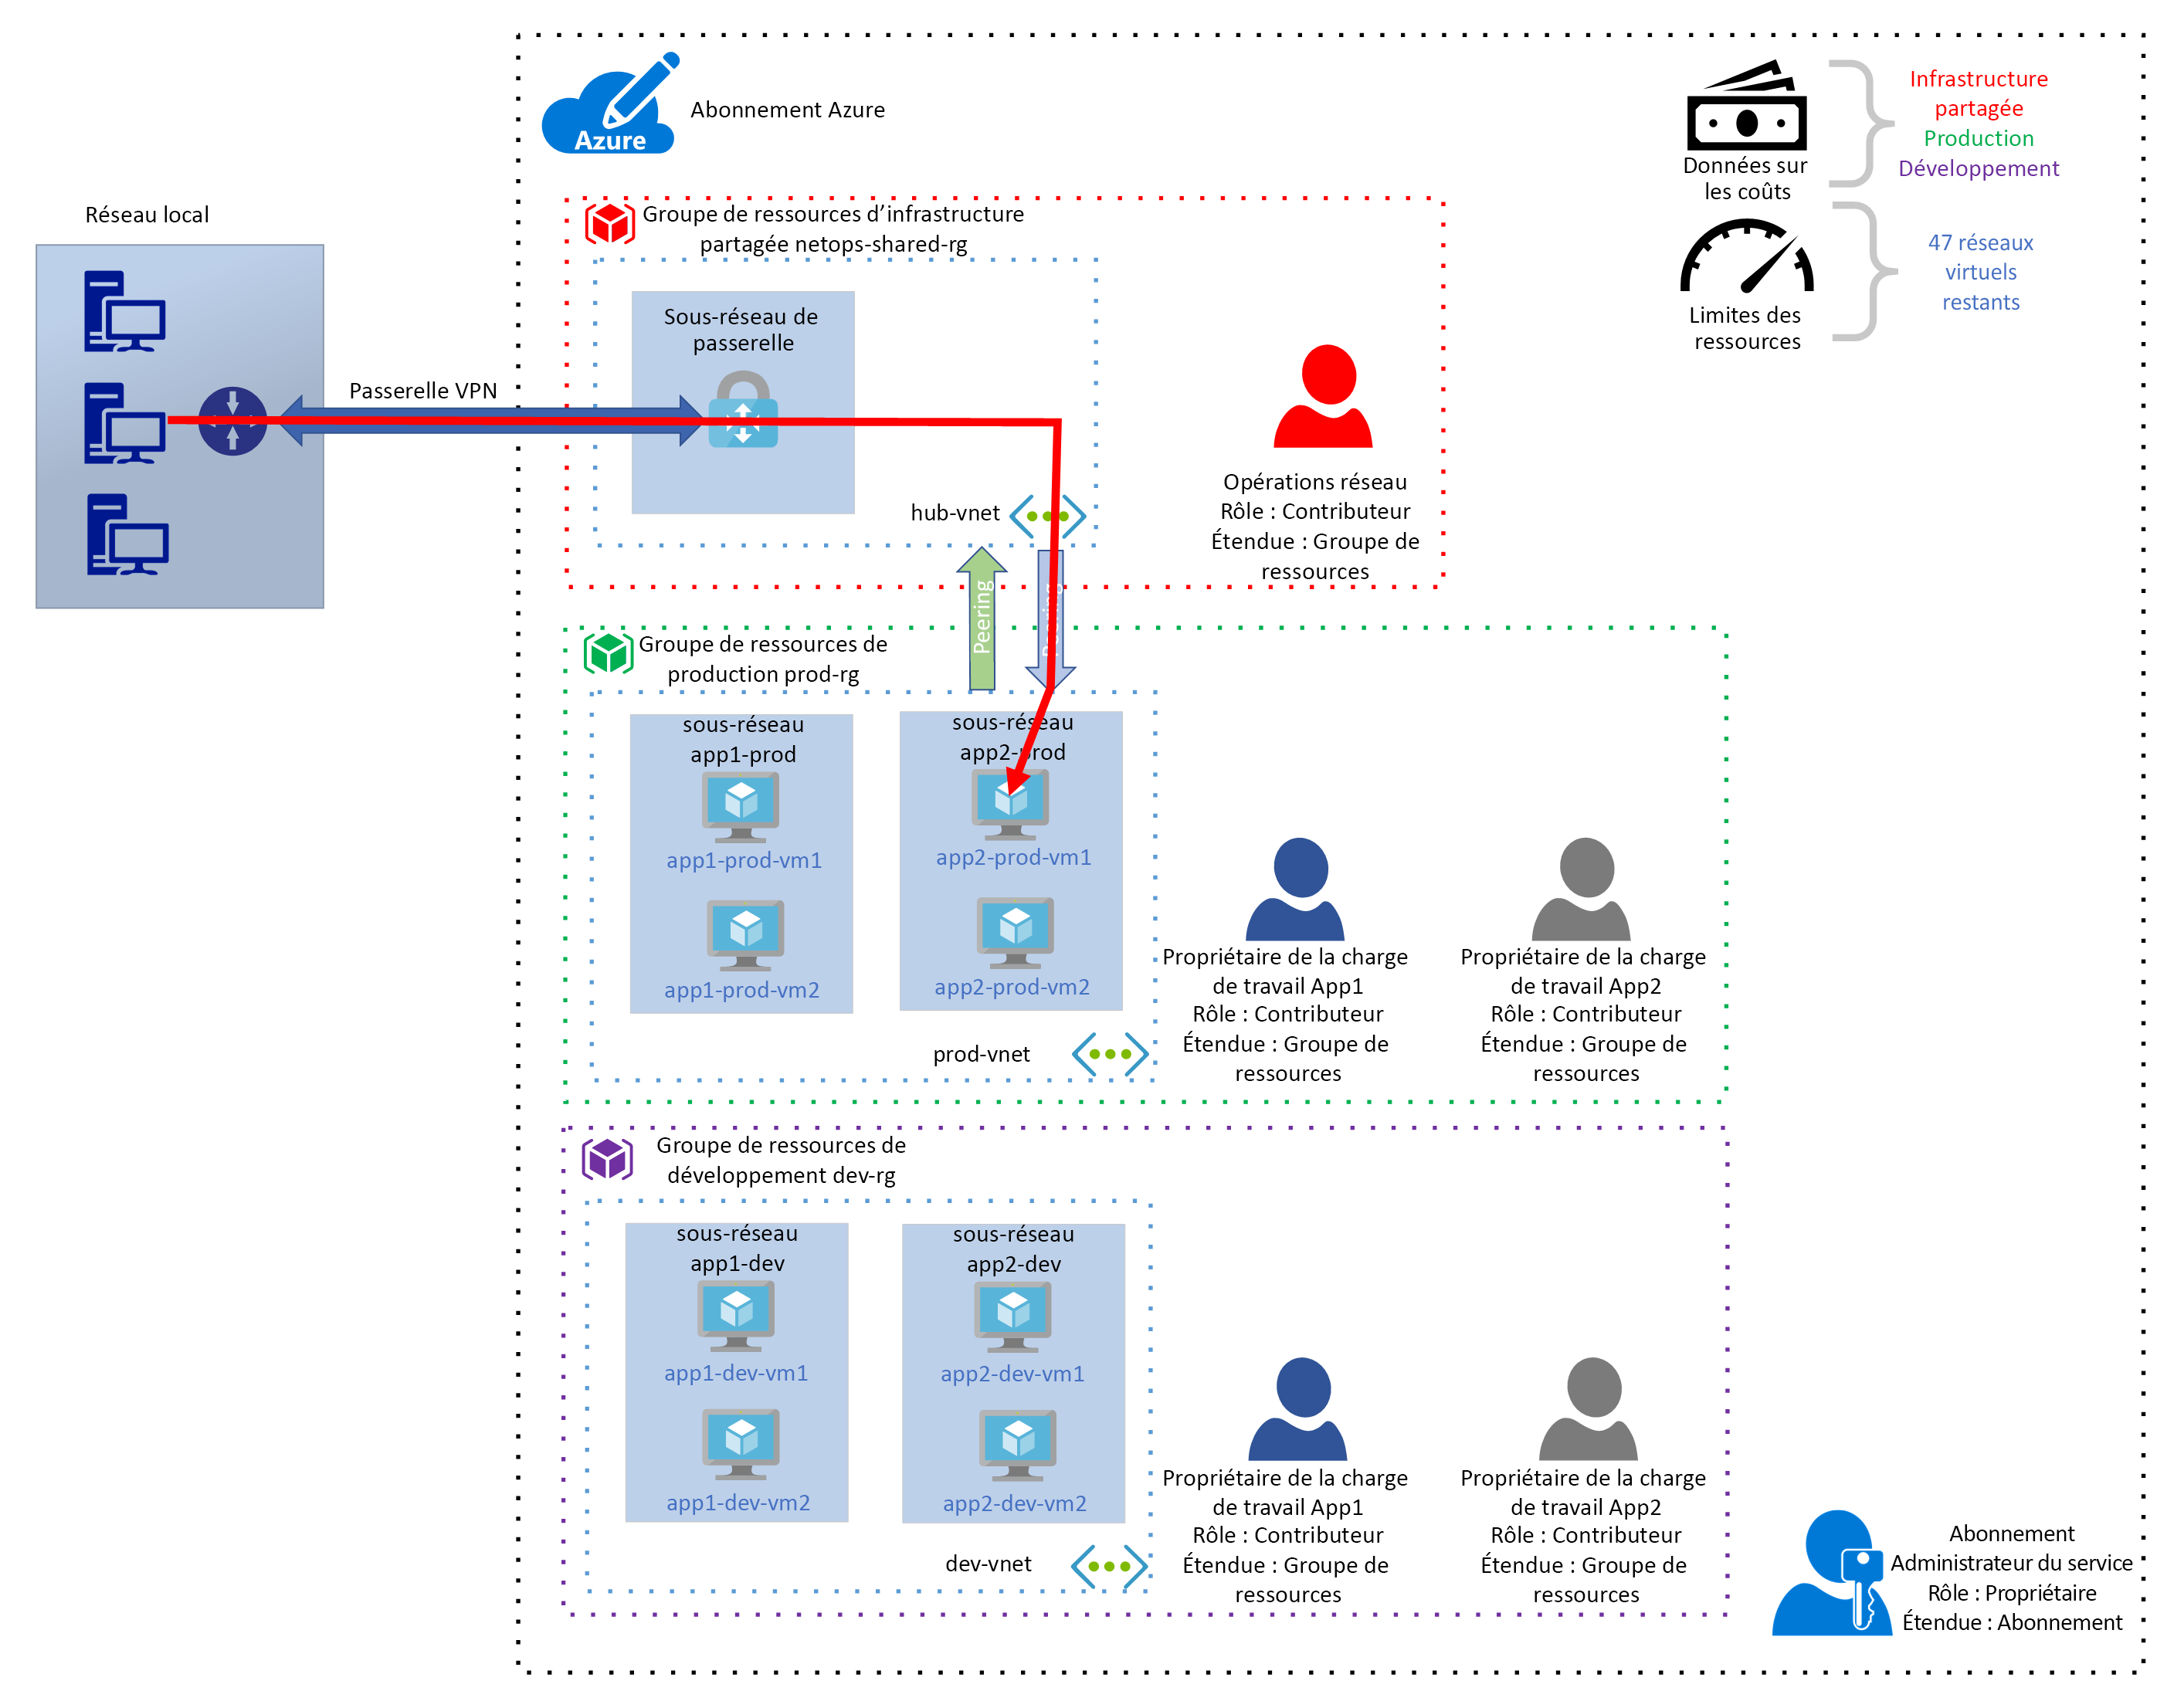 Azure
Abonnement Azure
Données sur
les coûts
Infrastructure
partagée
Production
Développement
Limites des
ressources
47 réseaux
virtuels
restants
Réseau local
Passerelle VPN
Groupe de ressources d’infrastructure
partagée netops-shared-rg
Sous-réseau de
passerelle
hub-vnet
Opérations réseau
Rôle : Contributeur
Étendue : Groupe de
ressources
Peering
Peering
Groupe de ressources de
production prod-rg
sous-réseau
app1-prod
app1-prod-vm1
app1-prod-vm2
sous-réseau
app2-prod
app2-prod-vm1
app2-prod-vm2
prod-vnet
Propriétaire de la charge
de travail App1
Rôle : Contributeur
Étendue : Groupe de
ressources
Propriétaire de la charge
de travail App2
Rôle : Contributeur
Étendue : Groupe de
ressources
Groupe de ressources de
développement dev-rg
sous-réseau
app1-dev
app1-dev-vm1
app1-dev-vm2
sous-réseau
app2-dev
app2-dev-vm1
app2-dev-vm2
dev-vnet
Propriétaire de la charge
de travail App1
Rôle : Contributeur
Étendue : Groupe de
ressources
Propriétaire de la charge
de travail App2
Rôle : Contributeur
Étendue : Groupe de
ressources
Abonnement
Administrateur du service
Rôle : Propriétaire
Étendue : Abonnement